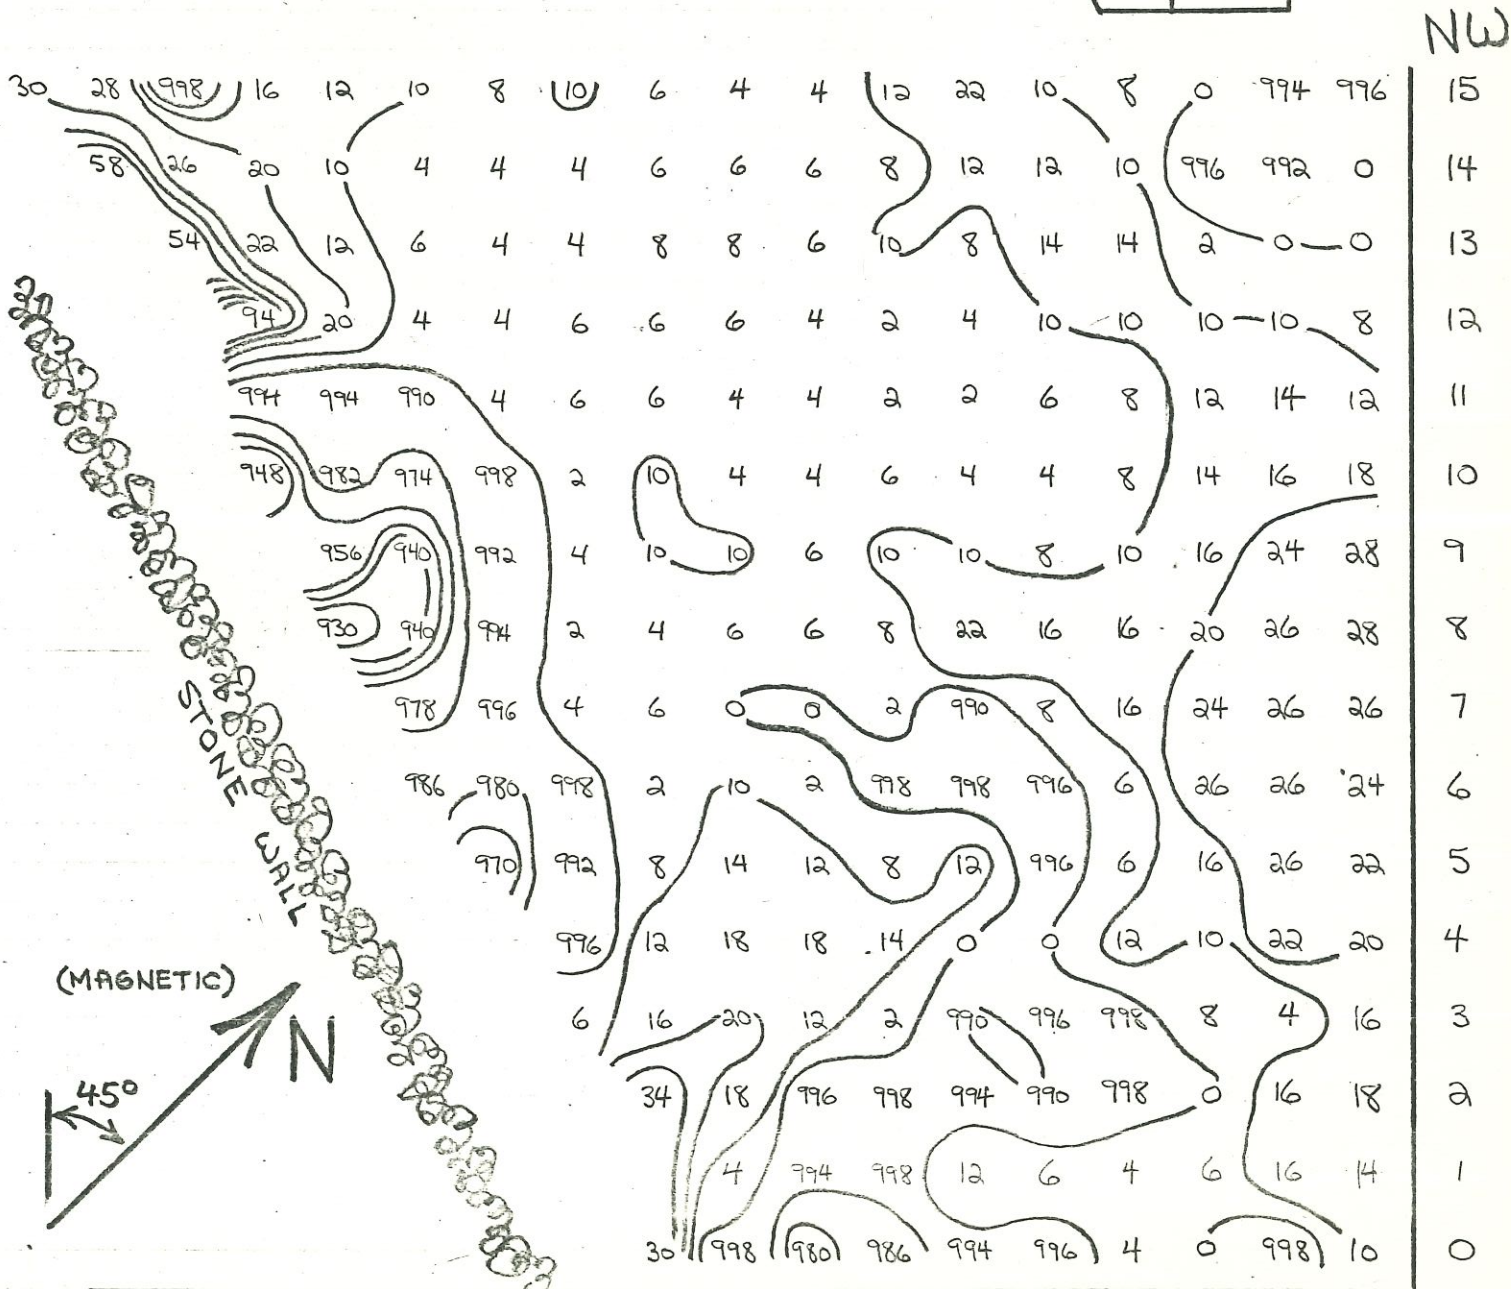 NW
30 28 998 16 12 10 8 10 6 4 4 12 22 10 8 0 994 996 15
58 26 20 10 4 4 4 6 6 6 8 12 12 10 996 992 0 14
54 22 12 6 4 4 8 8 6 10 8 14 14 2 0 0 13
94 20 4 4 6 6 6 4 2 4 10 10 10 10 8 12
994 994 990 4 6 6 4 4 2 2 6 8 12 14 12 11
948 982 974 998 2 10 4 4 6 4 4 8 14 16 18 10
956 940 992 4 10 10 6 10 10 8 10 16 24 28 9
930 940 994 2 4 6 6 8 22 16 16 20 26 28 8
978 996 4 6 0 0 2 990 8 16 24 26 26 7
986 980 998 2 10 2 998 998 996 6 26 26 24 6
970 992 8 14 12 8 12 996 6 16 26 22 5
996 12 18 18 14 0 0 12 10 22 20 4
6 16 20 12 2 990 996 998 8 4 16 3
34 18 996 998 994 990 998 0 16 18 2
4 994 998 12 6 4 6 16 14 1
30 998 980 986 994 996 4 0 998 10 0
STONE WALL
(MAGNETIC)
N
45°